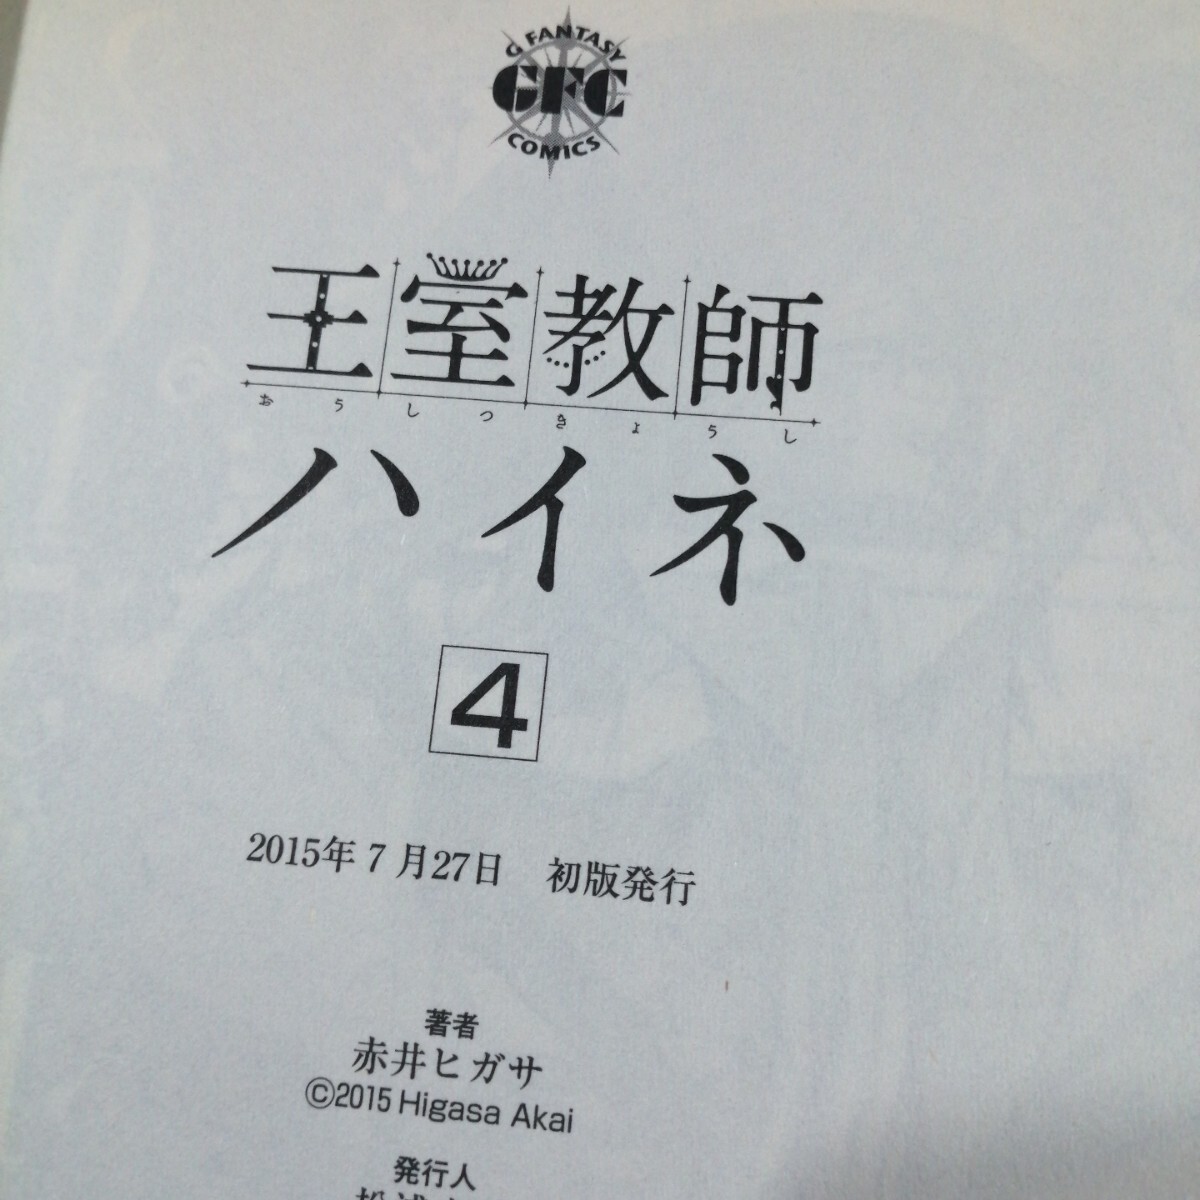 G FANTASY
GFC
COMICS
王室教師
おうしつきょうし
ハイネ
4
2015年7月27日　初版発行
著者
赤井ヒガサ
©2015 Higasa Akai
発行人